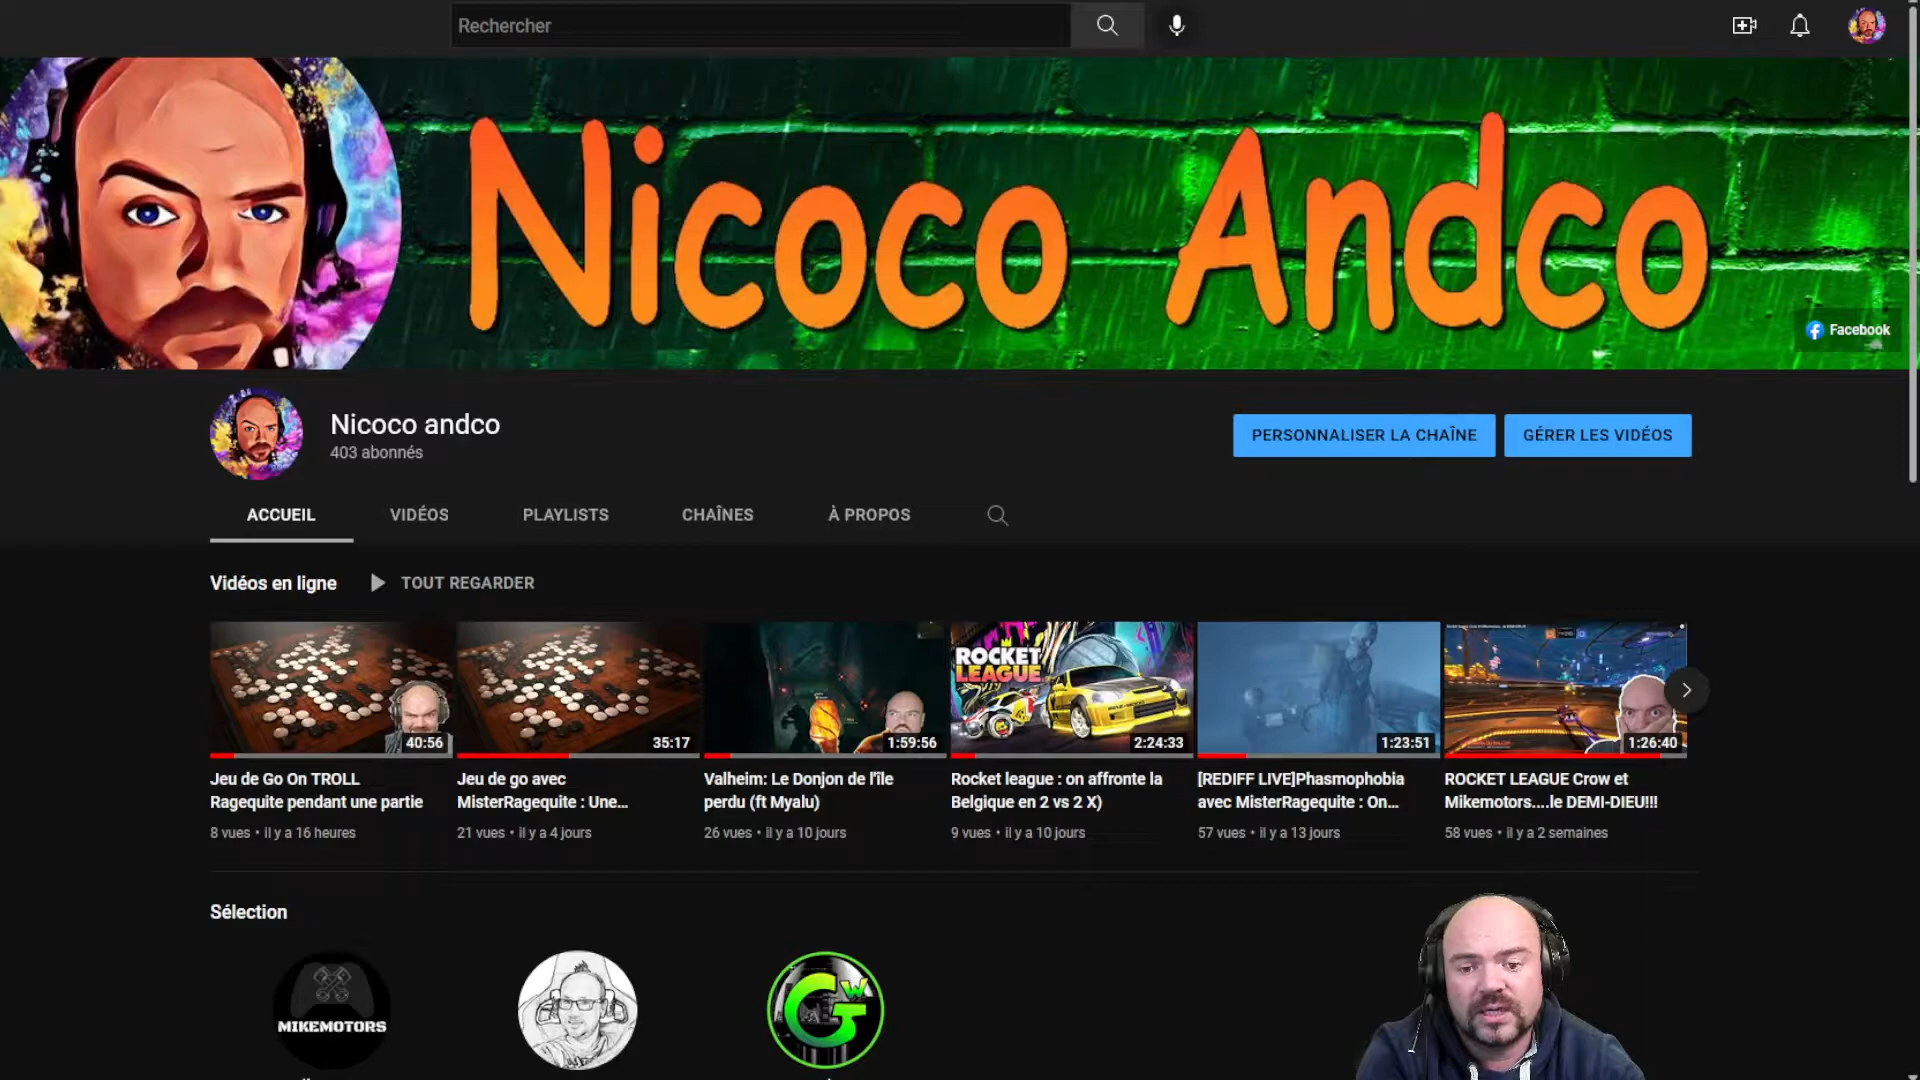 Rechercher
Nicoco Andco
Facebook
Nicoco andco
403 abonnés
PERSONNALISER LA CHAÎNE
GÉRER LES VIDÉOS
ACCUEIL
VIDÉOS
PLAYLISTS
CHAÎNES
À PROPOS
Vidéos en ligne
TOUT REGARDER
40:56
35:17
1:59:56
ROCKET
LEAGUE
2:24:33
1:23:51
1:26:40
Jeu de Go On TROLL
Ragequite pendant une partie
8 vues • il y a 16 heures
Jeu de go avec
MisterRagequite : Une...
21 vues • il y a 4 jours
Valheim: Le Donjon de l'île
perdu (ft Myalu)
26 vues • il y a 10 jours
Rocket league : on affronte la
Belgique en 2 vs 2 X)
9 vues • il y a 10 jours
[REDIFF LIVE]Phasmophobia
avec MisterRagequite : On...
57 vues • il y a 13 jours
ROCKET LEAGUE Crow et
Mikemotors....le DEMI-DIEU!!!
58 vues • il y a 2 semaines
Sélection
MIKEMOTORS